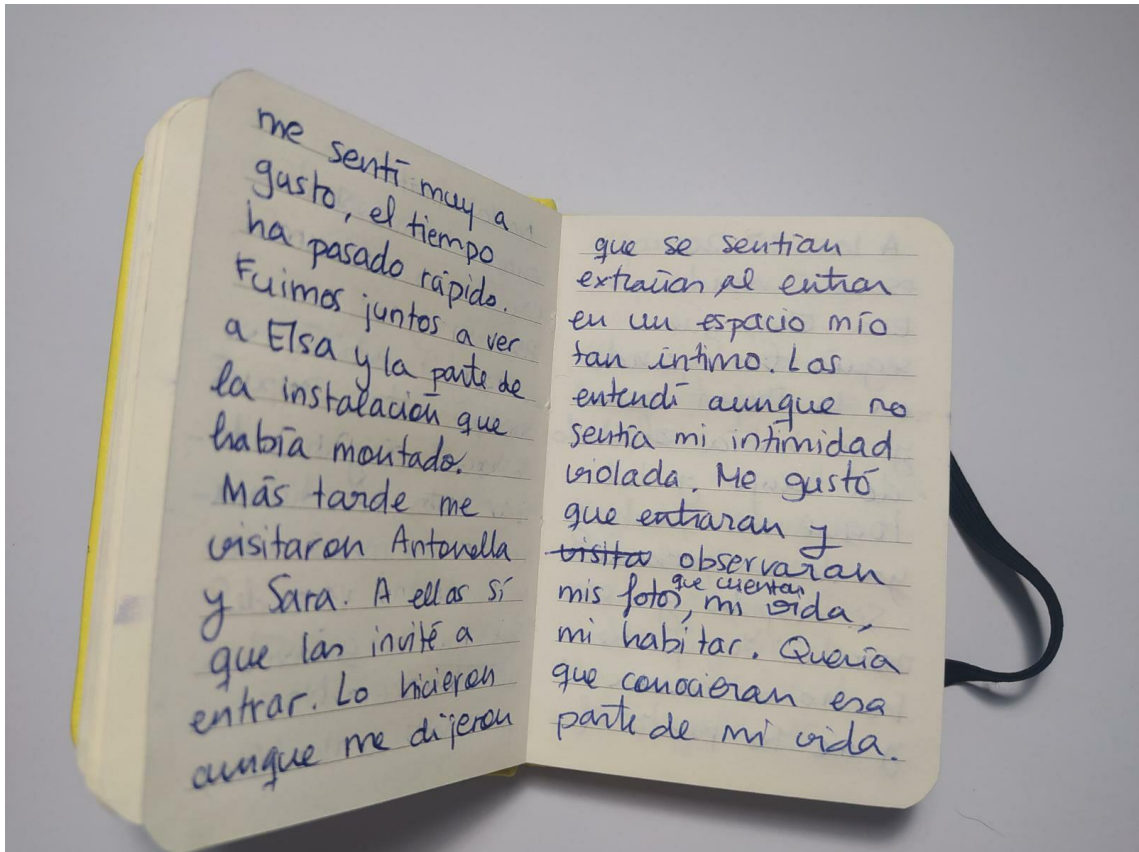 me sentí muy a
gusto, el tiempo
ha pasado rápido.
Fuimos juntos a ver
a Elsa y la parte de
la instalación que
había montado.
Más tarde me
visitaron Antonella
y Sara. A ellas sí
que las invité a
entrar. Lo hicieron
aunque me dijeron
que se sentían
extrañas al entrar
en un espacio mío
tan íntimo. Las
entendí aunque no
sentía mi intimidad
violada. Me gustó
que entraran y
visita observaran
que cuentan
mis fotos, mi vida,
mi habitar. Quería
que conocieran esa
parte de mi vida.